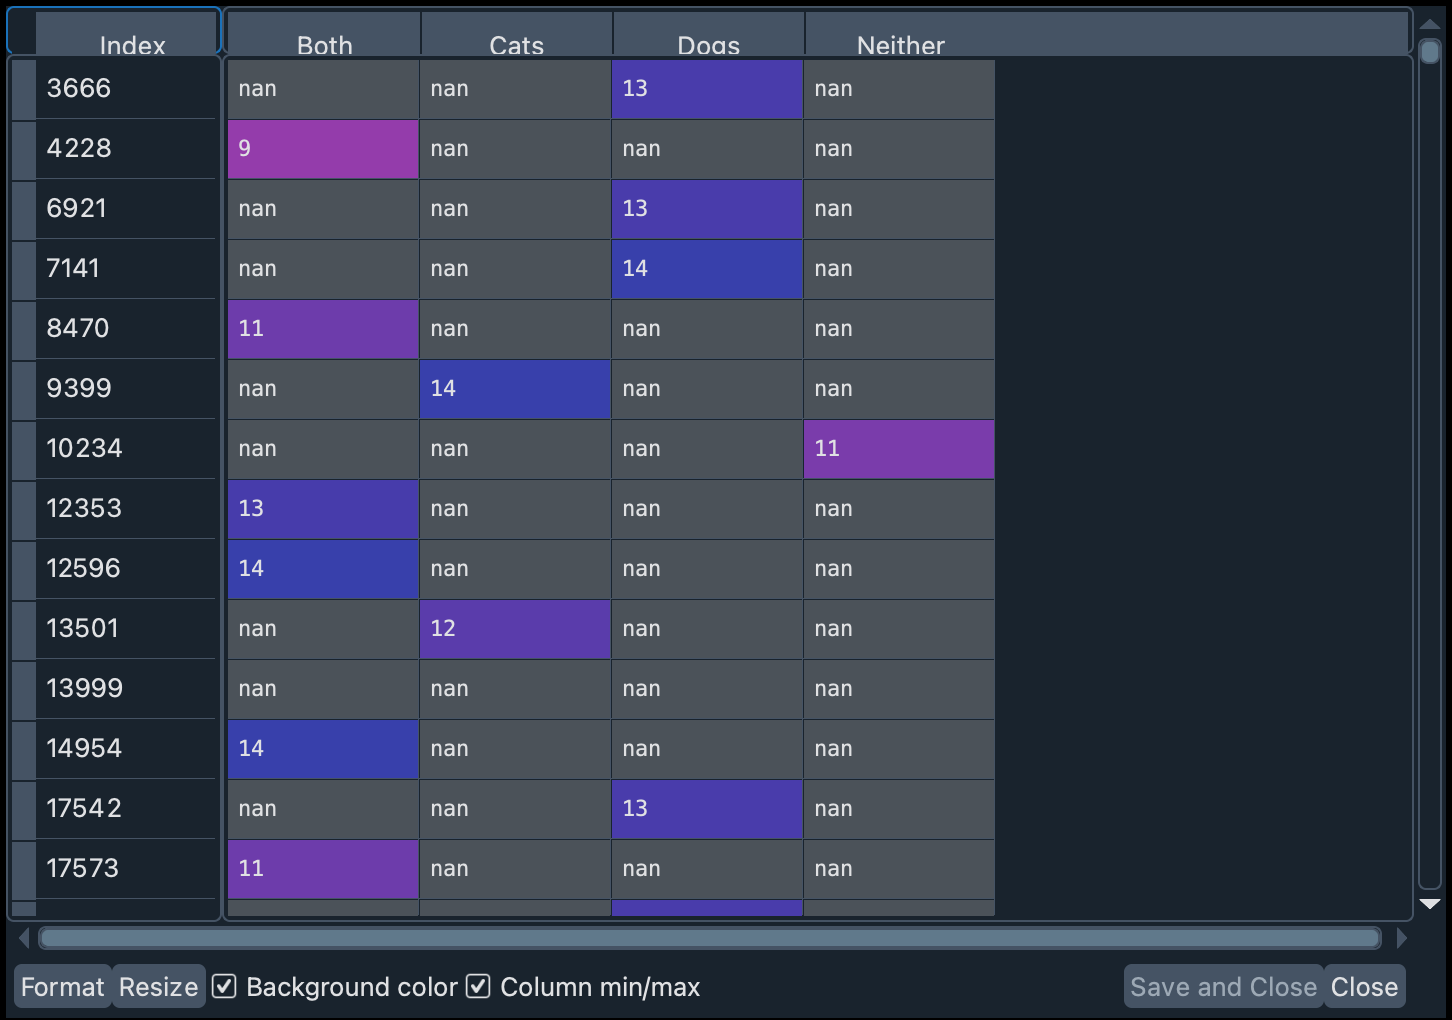 Index Both Cats Dogs Neither
3666 nan nan 13 nan
4228 9 nan nan nan
6921 nan nan 13 nan
7141 nan nan 14 nan
8470 11 nan nan nan
9399 nan 14 nan nan
10234 nan nan nan 11
12353 13 nan nan nan
12596 14 nan nan nan
13501 nan 12 nan nan
13999 nan nan nan nan
14954 14 nan nan nan
17542 nan nan 13 nan
17573 11 nan nan nan
Format Resize Background color Column min/max Save and Close Close